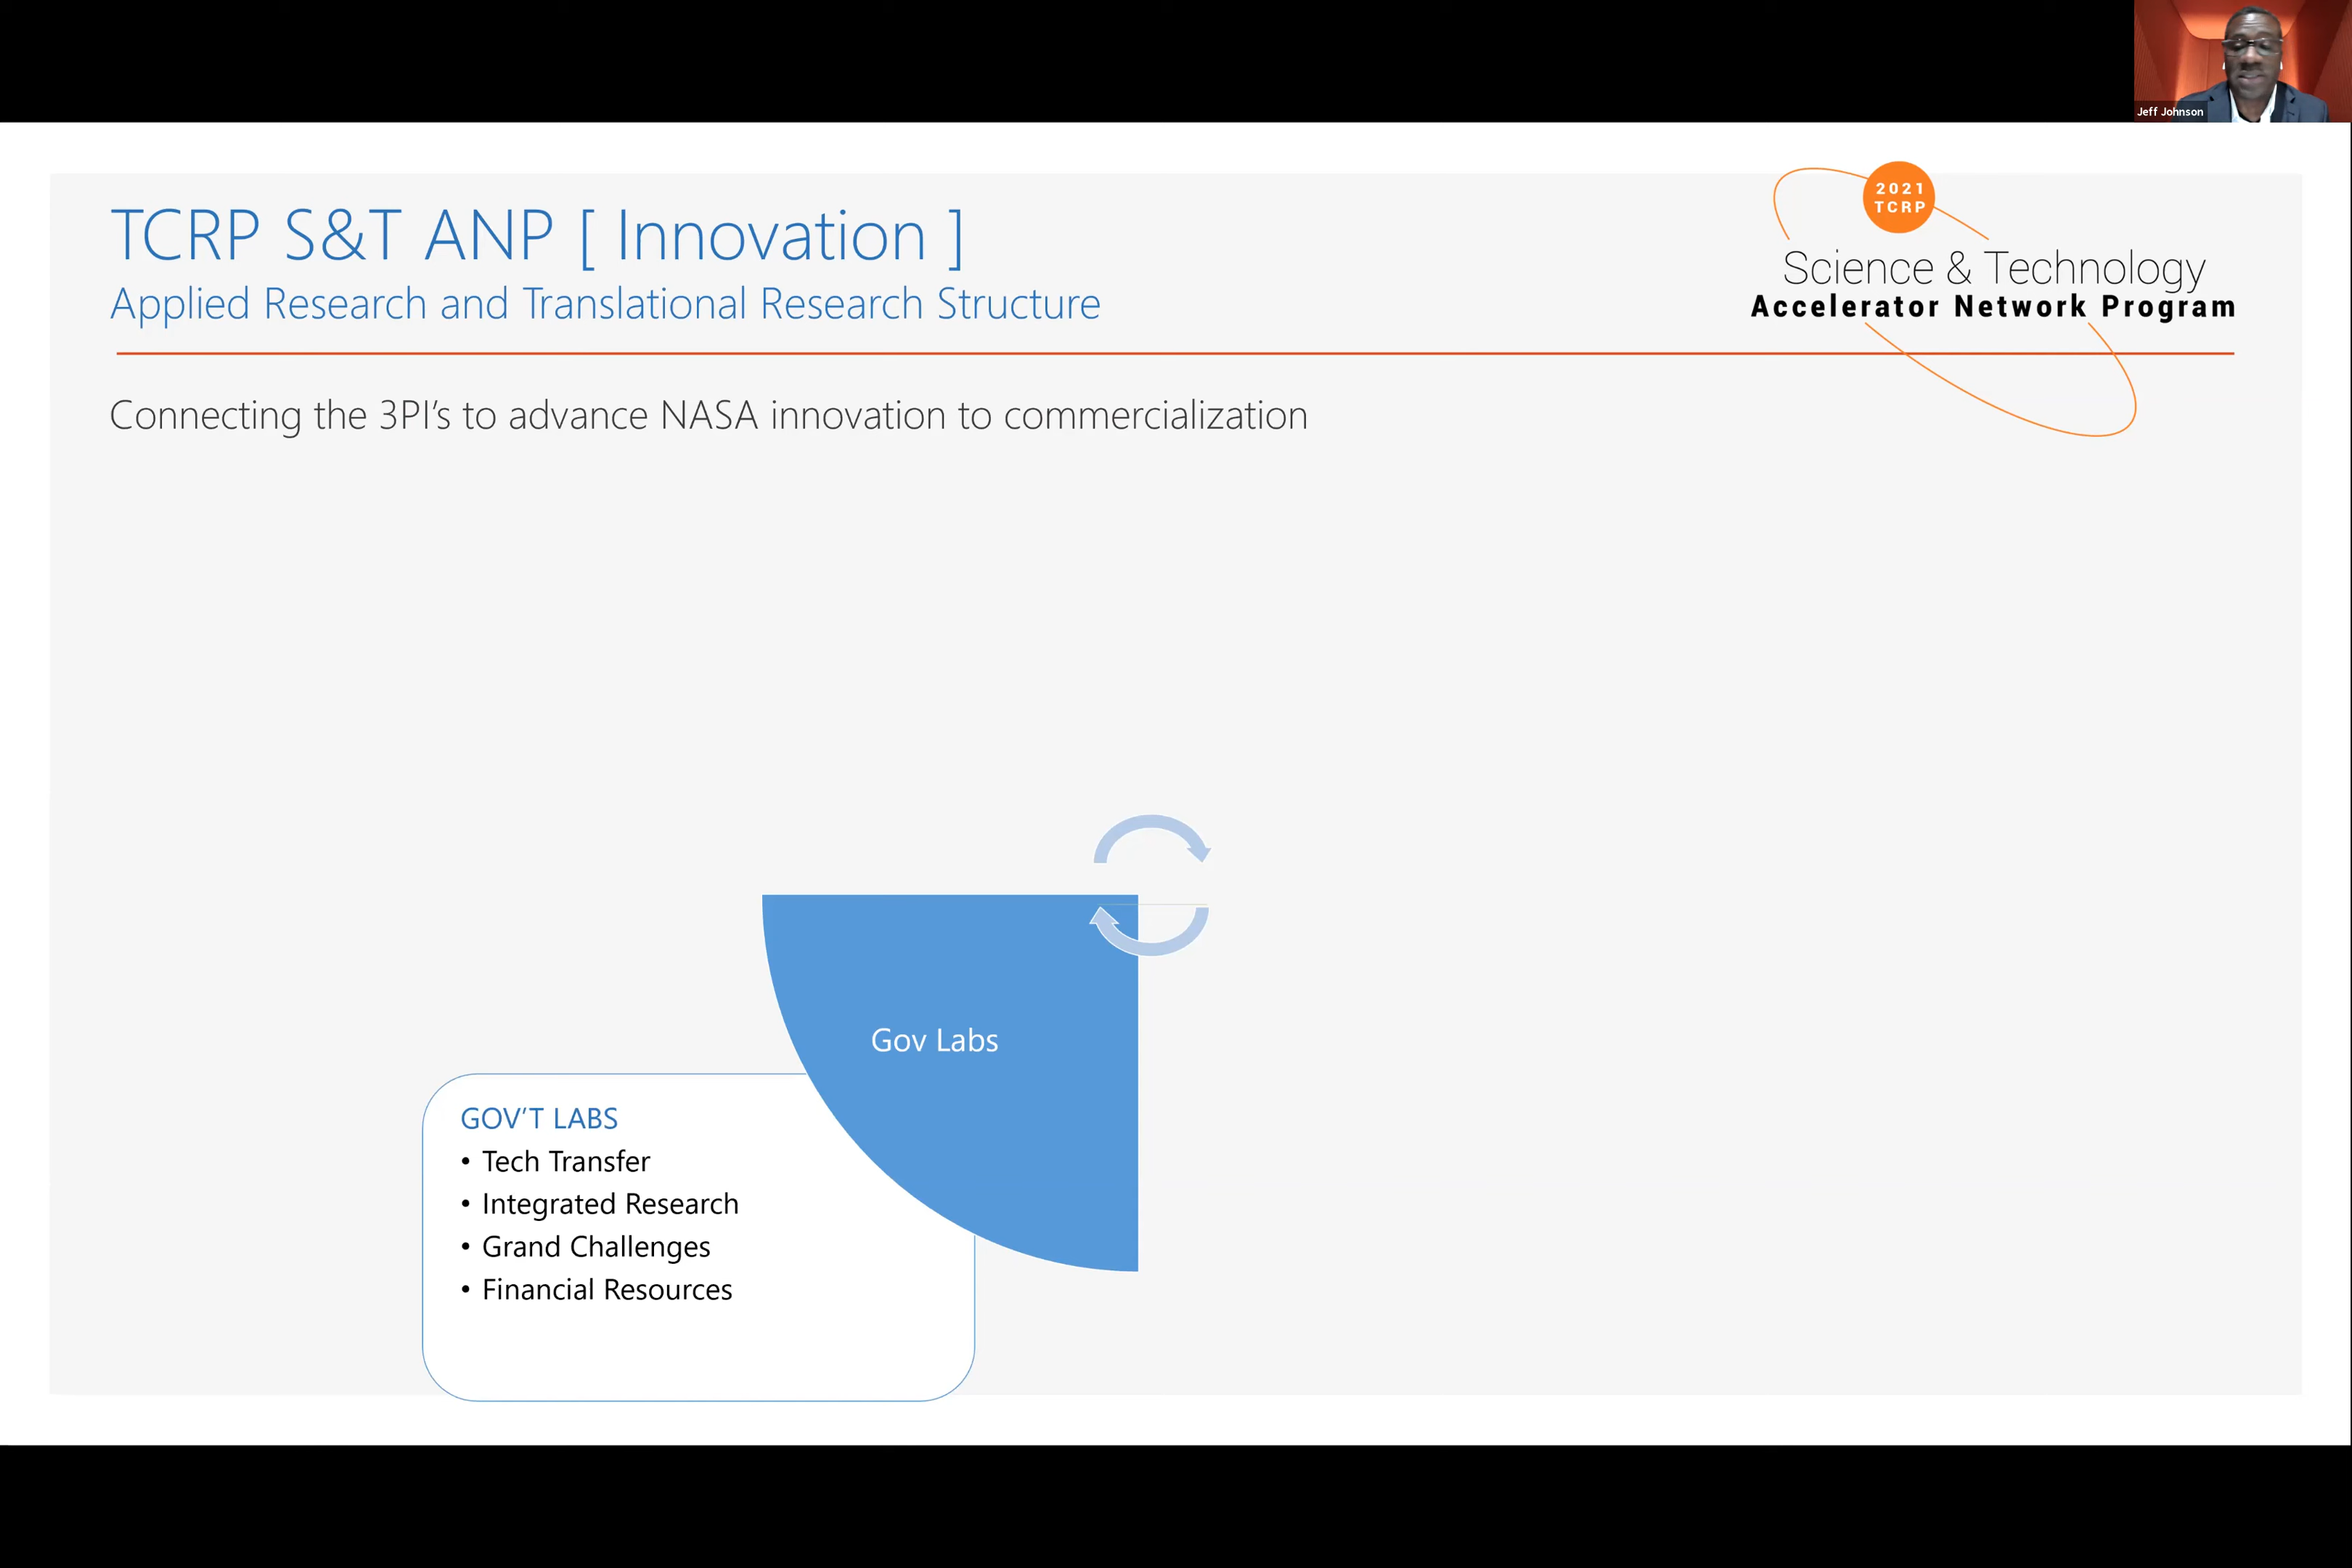 Jeff Johnson
TCRP S&T ANP [ Innovation ]
Applied Research and Translational Research Structure
2021
TCRP
Science & Technology
Accelerator Network Program
Connecting the 3PI’s to advance NASA innovation to commercialization
Gov Labs
GOV’T LABS
• Tech Transfer
• Integrated Research
• Grand Challenges
• Financial Resources